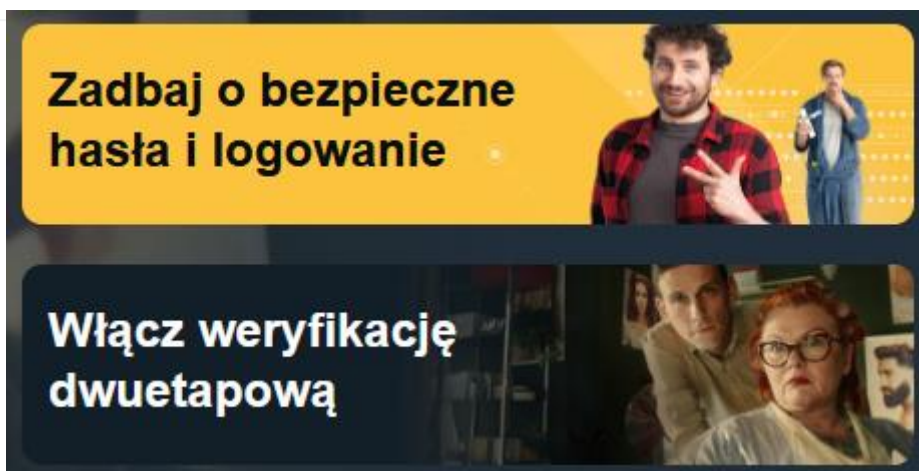 Zadbaj o bezpieczne
hasła i logowanie
Włącz weryfikację
dwuetapową